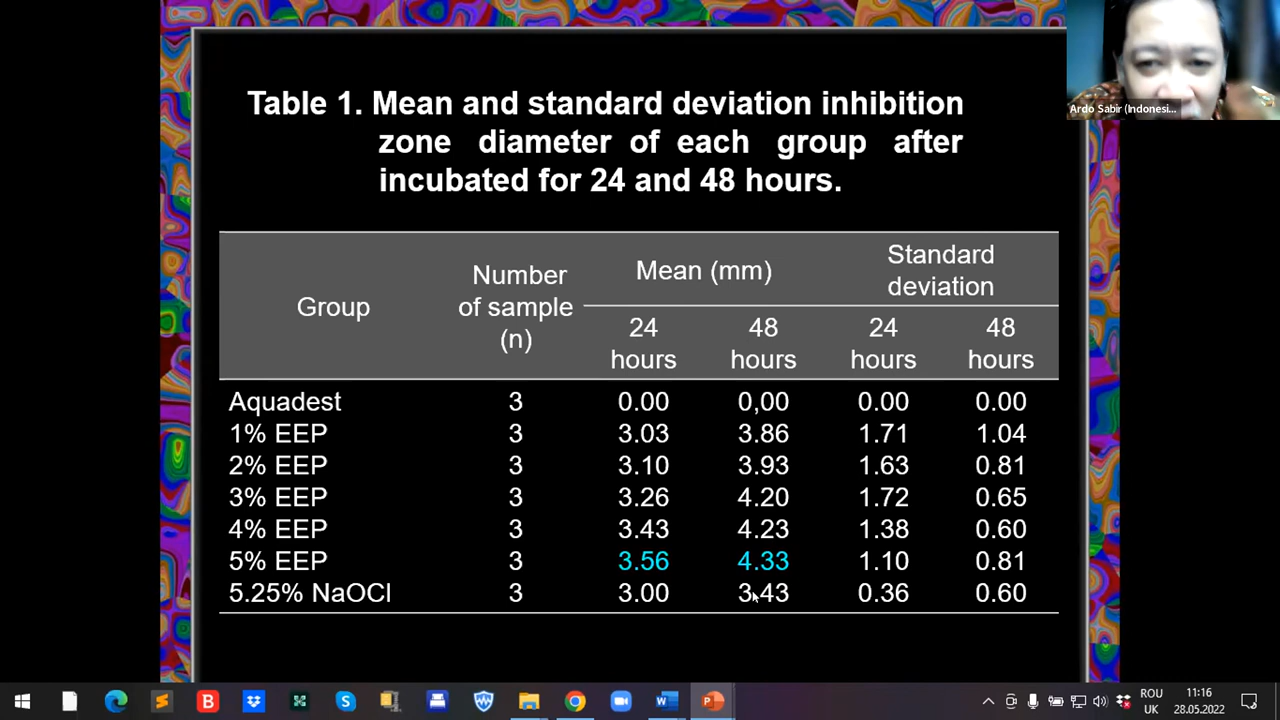 Ardo Sabir (Indonesi...
Table 1. Mean and standard deviation inhibition
zone diameter of each group after
incubated for 24 and 48 hours.
Group
Number
of sample
(n)
Mean (mm)
Standard
deviation
24
hours
48
hours
24
hours
48
hours
Aquadest 3 0.00 0,00 0.00 0.00
1% EEP 3 3.03 3.86 1.71 1.04
2% EEP 3 3.10 3.93 1.63 0.81
3% EEP 3 3.26 4.20 1.72 0.65
4% EEP 3 3.43 4.23 1.38 0.60
5% EEP 3 3.56 4.33 1.10 0.81
5.25% NaOCl 3 3.00 3.43 0.36 0.60
ROU
UK
11:16
28.05.2022